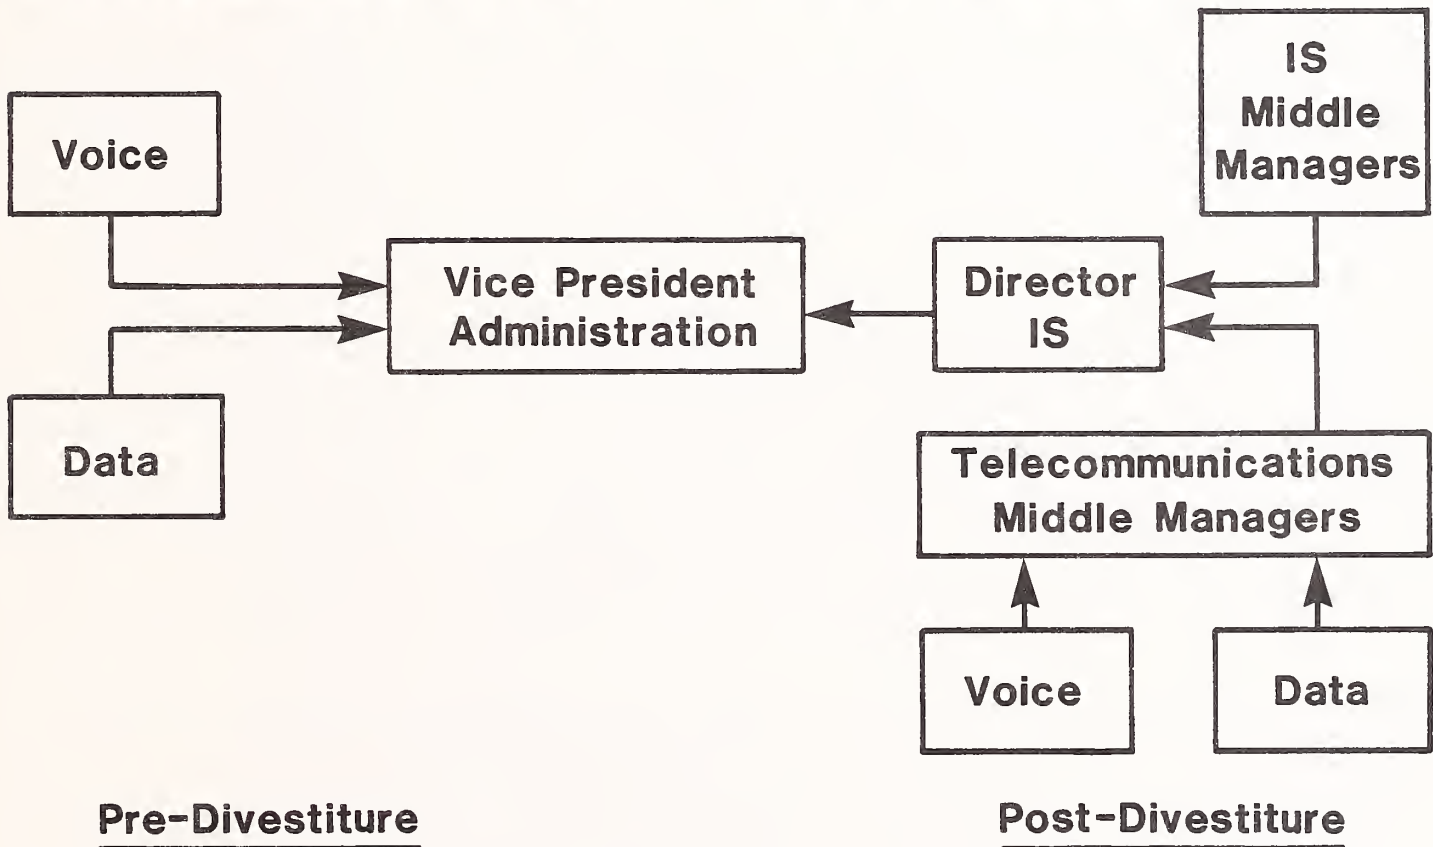 IS
Middle
Managers
Voice
Vice President
Administration
Director
IS
Data
Telecommunications
Middle Managers
Voice
Data
Pre-Divestiture
Post-Divestiture